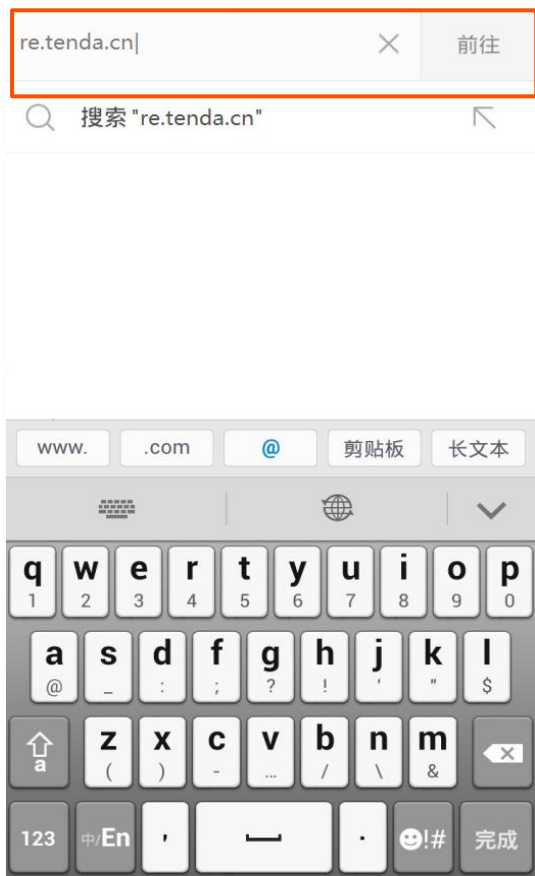 re.tenda.cn 前往
搜索 "re.tenda.cn"
www. .com @ 剪贴板 长文本
q w e r t y u i o p
1 2 3 4 5 6 7 8 9 0
a s d f g h j k l
@ _ : ; ? ! ' " $
a z x c v b n m
( ) - ... / \ &
123 中/En , . !# 完成